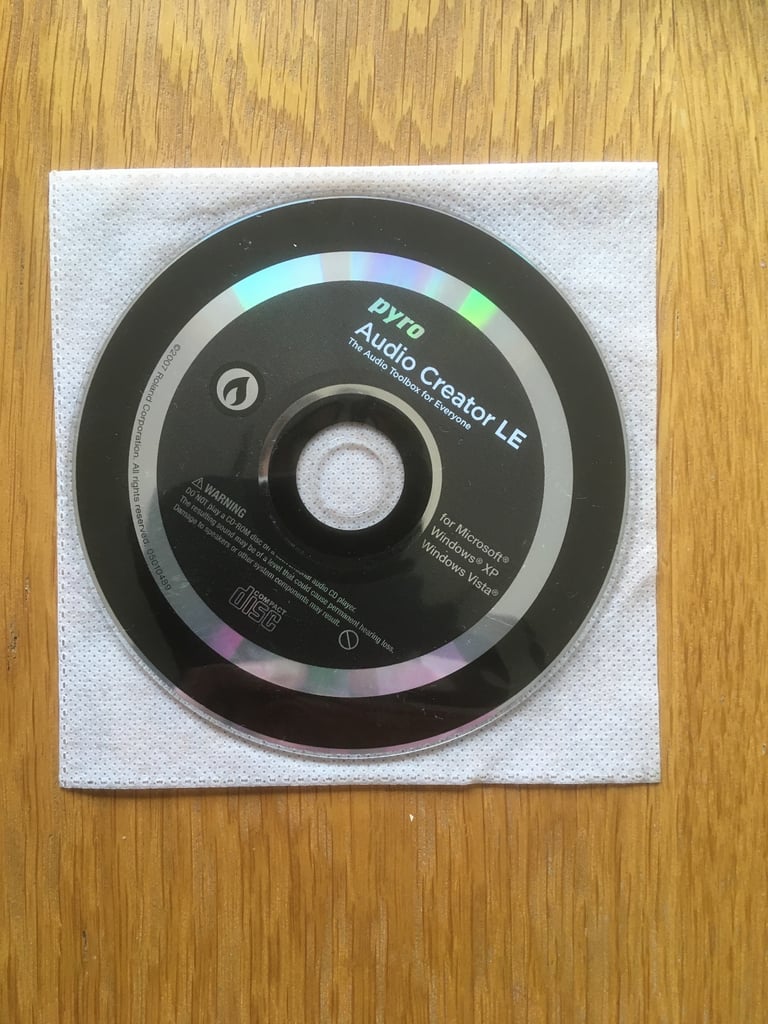 pyro
Audio Creator LE
The Audio Toolbox for Everyone
for Microsoft®
Windows® XP
Windows Vista®
⚠ WARNING
DO NOT play a CD-ROM disc on a conventional audio CD player.
The resulting sound may be of a level that could cause permanent hearing loss.
Damage to speakers or other system components may result.
COMPACT
disc
©2007 Roland Corporation. All rights reserved. 05010489